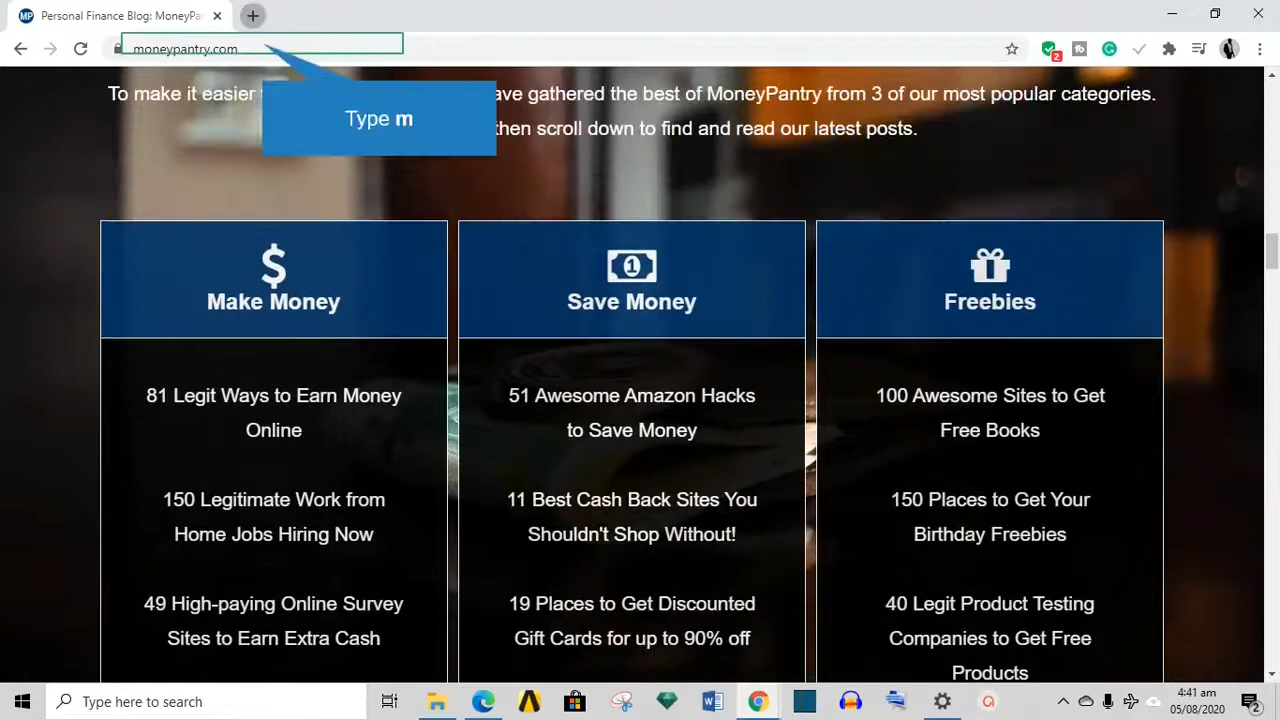 MP Personal Finance Blog: MoneyPa
moneypantry.com
2
Type m
To make it easier
ave gathered the best of MoneyPantry from 3 of our most popular categories.
then scroll down to find and read our latest posts.
Make Money
81 Legit Ways to Earn Money
Online
150 Legitimate Work from
Home Jobs Hiring Now
49 High-paying Online Survey
Sites to Earn Extra Cash
1
Save Money
51 Awesome Amazon Hacks
to Save Money
11 Best Cash Back Sites You
Shouldn't Shop Without!
19 Places to Get Discounted
Gift Cards for up to 90% off
Freebies
100 Awesome Sites to Get
Free Books
150 Places to Get Your
Birthday Freebies
40 Legit Product Testing
Companies to Get Free
Products
Type here to search
4:41 am
05/08/2020
2